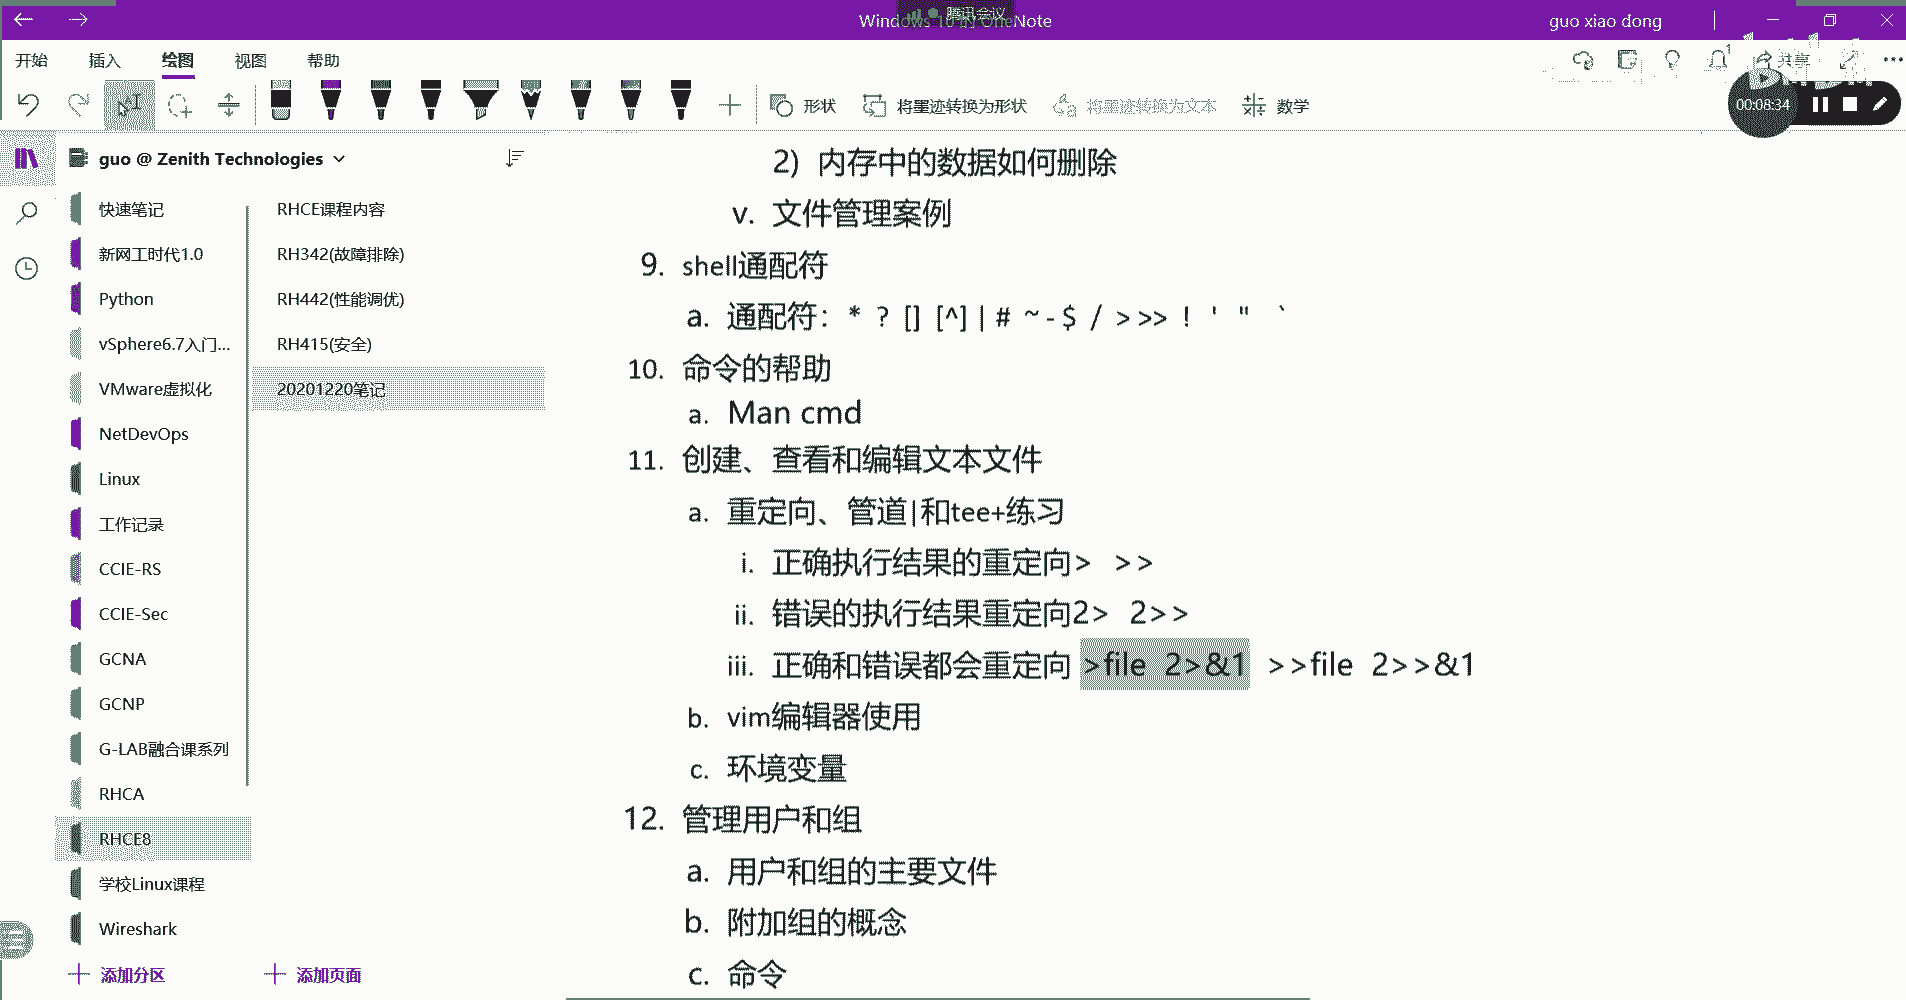 Windows 10 的 OneNote
腾讯会议
guo xiao dong
开始 插入 绘图 视图 帮助
共享
形状 将墨迹转换为形状 将墨迹转换为文本 数学
00:08:34
guo @ Zenith Technologies
快速笔记
新网工时代1.0
Python
vSphere6.7入门...
VMware虚拟化
NetDevOps
Linux
工作记录
CCIE-RS
CCIE-Sec
GCNA
GCNP
G-LAB融合课系列
RHCA
RHCE8
学校Linux课程
Wireshark
添加分区
RHCE课程内容
RH342(故障排除)
RH442(性能调优)
RH415(安全)
20201220笔记
添加页面
2) 内存中的数据如何删除
v. 文件管理案例
9. shell通配符
a. 通配符： * ? [] [^] | # ~ - $ / > >> ! ' " `
10. 命令的帮助
a. Man cmd
11. 创建、查看和编辑文本文件
a. 重定向、管道|和tee+练习
i. 正确执行结果的重定向> >>
ii. 错误的执行结果重定向2> 2>>
iii. 正确和错误都会重定向 >file 2>&1 >>file 2>>&1
b. vim编辑器使用
c. 环境变量
12. 管理用户和组
a. 用户和组的主要文件
b. 附加组的概念
c. 命令